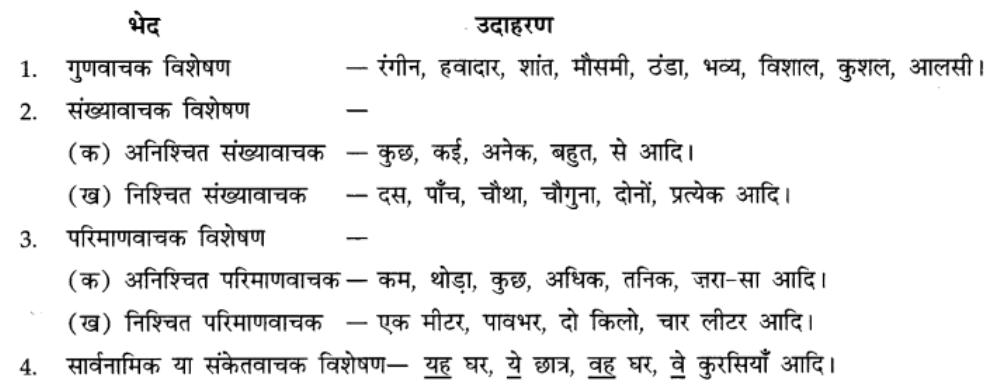 भेद उदाहरण
1. गुणवाचक विशेषण — रंगीन, हवादार, शांत, मौसमी, ठंडा, भव्य, विशाल, कुशल, आलसी।
2. संख्यावाचक विशेषण —
(क) अनिश्चित संख्यावाचक — कुछ, कई, अनेक, बहुत, से आदि।
(ख) निश्चित संख्यावाचक — दस, पाँच, चौथा, चौगुना, दोनों, प्रत्येक आदि।
3. परिमाणवाचक विशेषण —
(क) अनिश्चित परिमाणवाचक — कम, थोड़ा, कुछ, अधिक, तनिक, ज़रा-सा आदि।
(ख) निश्चित परिमाणवाचक — एक मीटर, पावभर, दो किलो, चार लीटर आदि।
4. सार्वनामिक या संकेतवाचक विशेषण— यह घर, ये छात्र, वह घर, वे कुरसियाँ आदि।